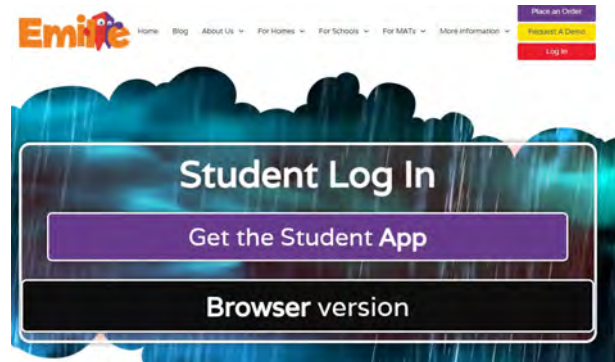 Emile
Home Blog About Us For Homes For Schools For MATs More Information
Place an Order
Request A Demo
Log In
Student Log In
Get the Student App
Browser version